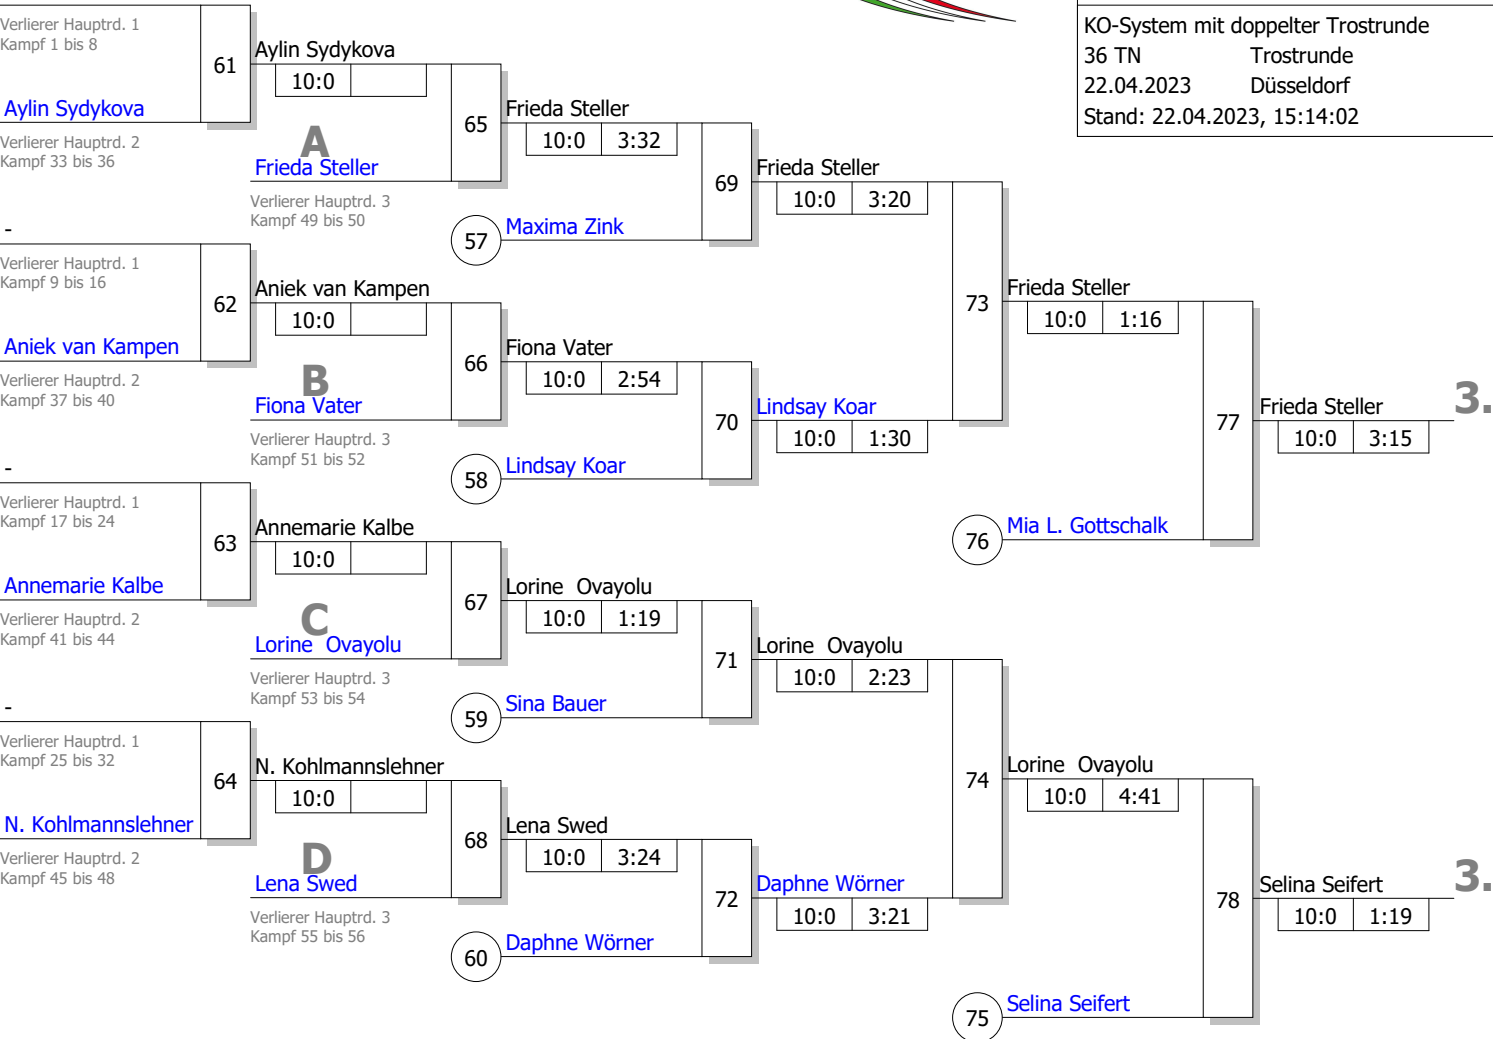 KO-System mit doppelter Trostrunde
36 TN Trostrunde
22.04.2023 Düsseldorf
Stand: 22.04.2023, 15:14:02
Verlierer Hauptrd. 1
Kampf 1 bis 8
61
Aylin Sydykova
Verlierer Hauptrd. 2
Kampf 33 bis 36
-
Verlierer Hauptrd. 1
Kampf 9 bis 16
62
Aniek van Kampen
Verlierer Hauptrd. 2
Kampf 37 bis 40
-
Verlierer Hauptrd. 1
Kampf 17 bis 24
63
Annemarie Kalbe
Verlierer Hauptrd. 2
Kampf 41 bis 44
-
Verlierer Hauptrd. 1
Kampf 25 bis 32
64
N. Kohlmannslehner
Verlierer Hauptrd. 2
Kampf 45 bis 48
Aylin Sydykova
10:0
A
65
Frieda Steller
Verlierer Hauptrd. 3
Kampf 49 bis 50
Aniek van Kampen
10:0
B
66
Fiona Vater
Verlierer Hauptrd. 3
Kampf 51 bis 52
Annemarie Kalbe
10:0
C
67
Lorine Ovayolu
Verlierer Hauptrd. 3
Kampf 53 bis 54
N. Kohlmannslehner
10:0
D
68
Lena Swed
Verlierer Hauptrd. 3
Kampf 55 bis 56
Frieda Steller
10:0 3:32
69
57 Maxima Zink
Fiona Vater
10:0 2:54
70
58 Lindsay Koar
Lorine Ovayolu
10:0 1:19
71
59 Sina Bauer
Lena Swed
10:0 3:24
72
60 Daphne Wörner
Frieda Steller
10:0 3:20
73
Lindsay Koar
10:0 1:30
Lorine Ovayolu
10:0 2:23
74
Daphne Wörner
10:0 3:21
Frieda Steller
10:0 1:16
77
76 Mia L. Gottschalk
Lorine Ovayolu
10:0 4:41
78
75 Selina Seifert
Frieda Steller 3.
10:0 3:15
Selina Seifert 3.
10:0 1:19